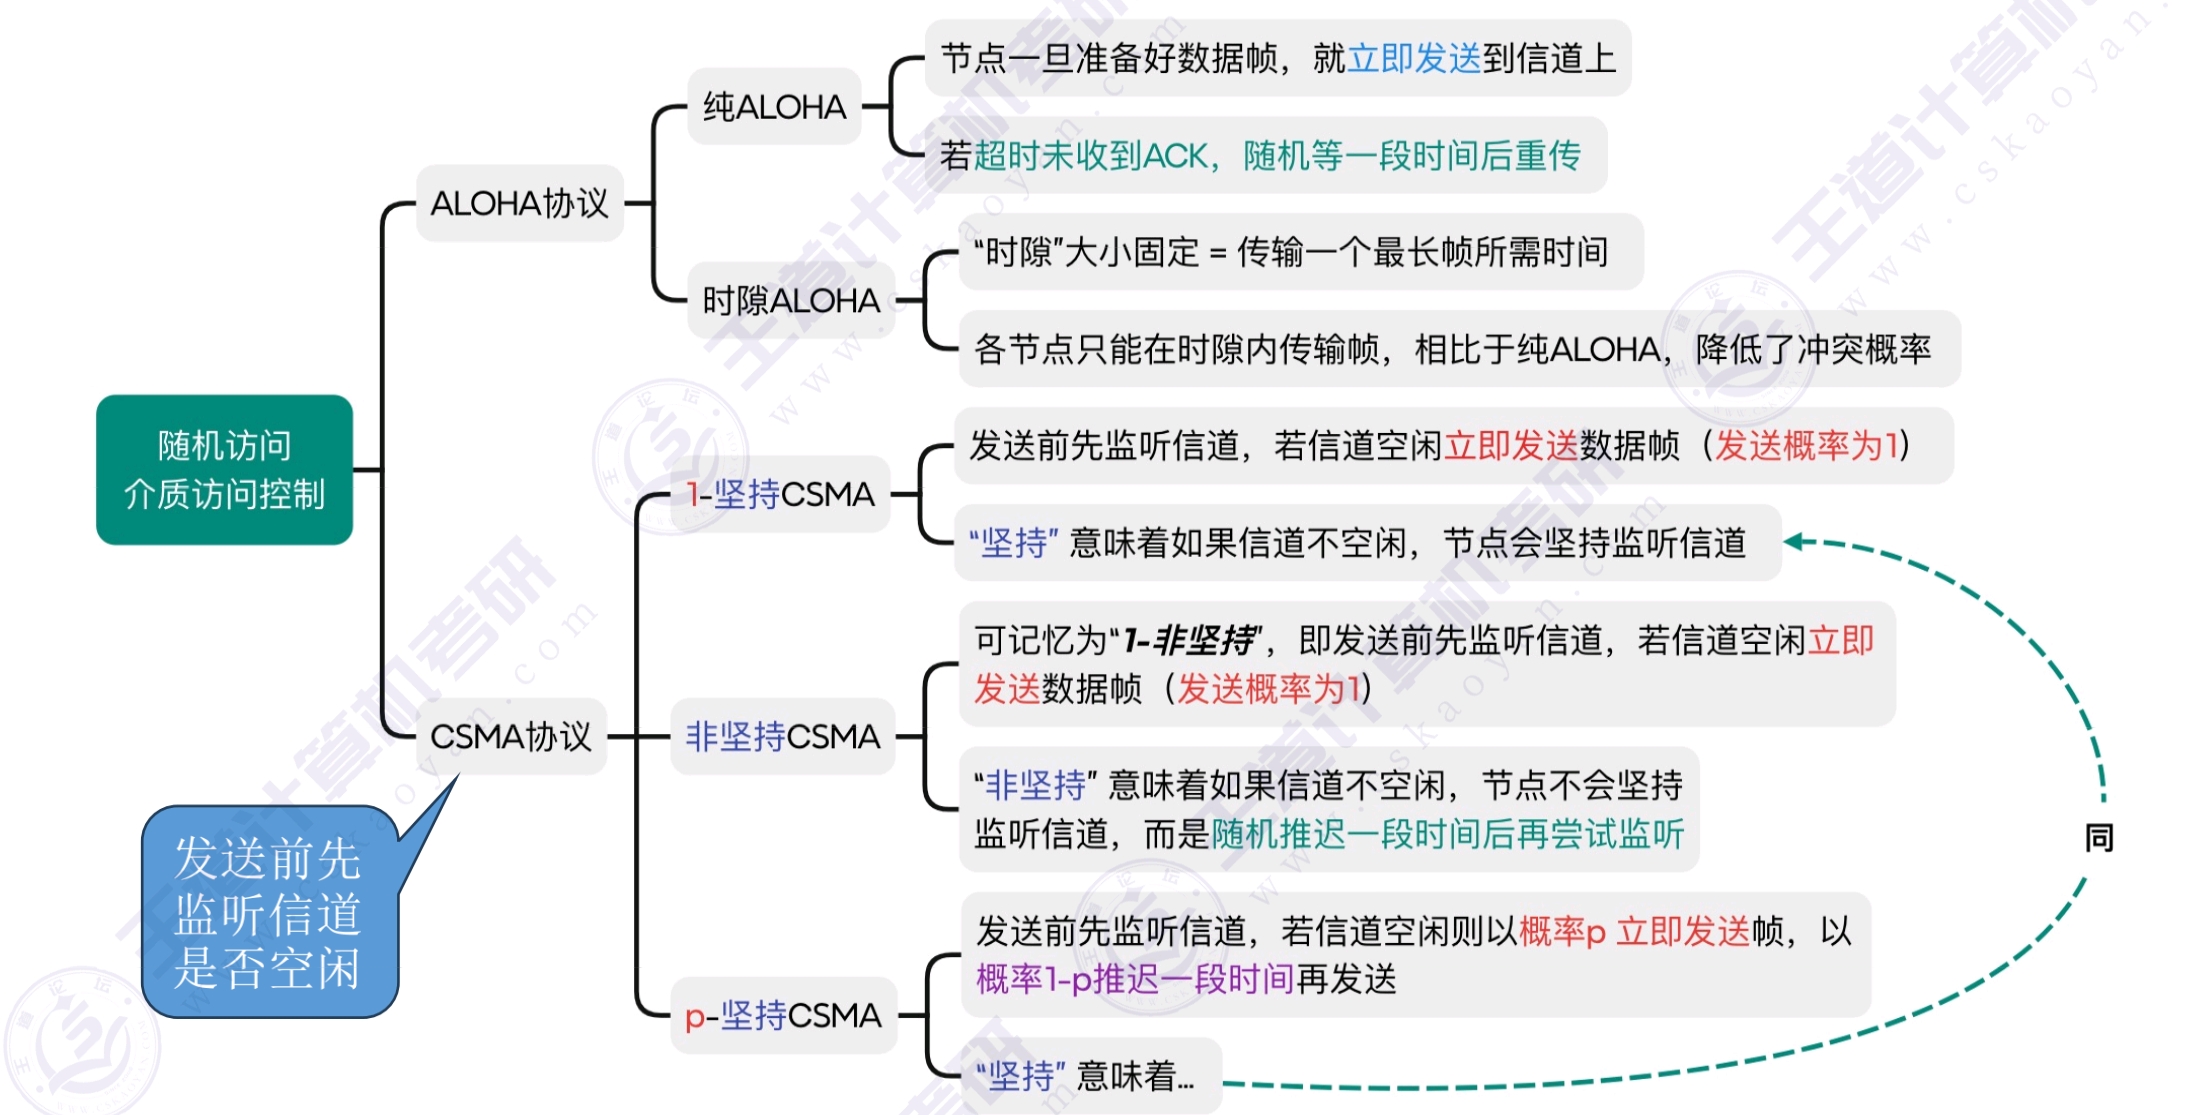 随机访问
介质访问控制
ALOHA协议
纯ALOHA
节点一旦准备好数据帧，就立即发送到信道上
若超时未收到ACK，随机等一段时间后重传
时隙ALOHA
“时隙”大小固定 = 传输一个最长帧所需时间
各节点只能在时隙内传输帧，相比于纯ALOHA，降低了冲突概率
CSMA协议
发送前先
监听信道
是否空闲
1-坚持CSMA
发送前先监听信道，若信道空闲立即发送数据帧（发送概率为1）
“坚持” 意味着如果信道不空闲，节点会坚持监听信道
非坚持CSMA
可记忆为“1-非坚持”，即发送前先监听信道，若信道空闲立即
发送数据帧（发送概率为1）
“非坚持” 意味着如果信道不空闲，节点不会坚持
监听信道，而是随机推迟一段时间后再尝试监听
p-坚持CSMA
发送前先监听信道，若信道空闲则以概率p 立即发送帧，以
概率1-p推迟一段时间再发送
“坚持” 意味着...
同
王道计算机考研
www.cskaoyan.com